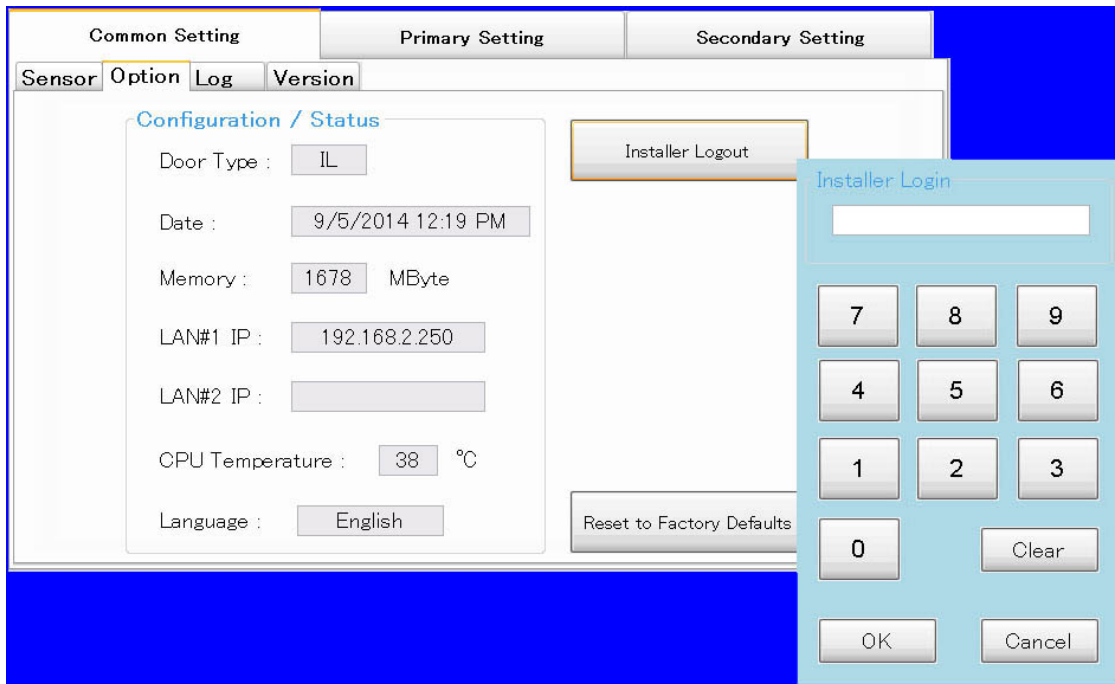 Common Setting
Primary Setting
Secondary Setting
Sensor
Option
Log
Version
Configuration / Status
Door Type : IL
Date : 9/5/2014 12:19 PM
Memory : 1678 MByte
LAN#1 IP : 192.168.2.250
LAN#2 IP :
CPU Temperature : 38 °C
Language : English
Installer Logout
Reset to Factory Defaults
Installer Login
7 8 9
4 5 6
1 2 3
0 Clear
OK Cancel